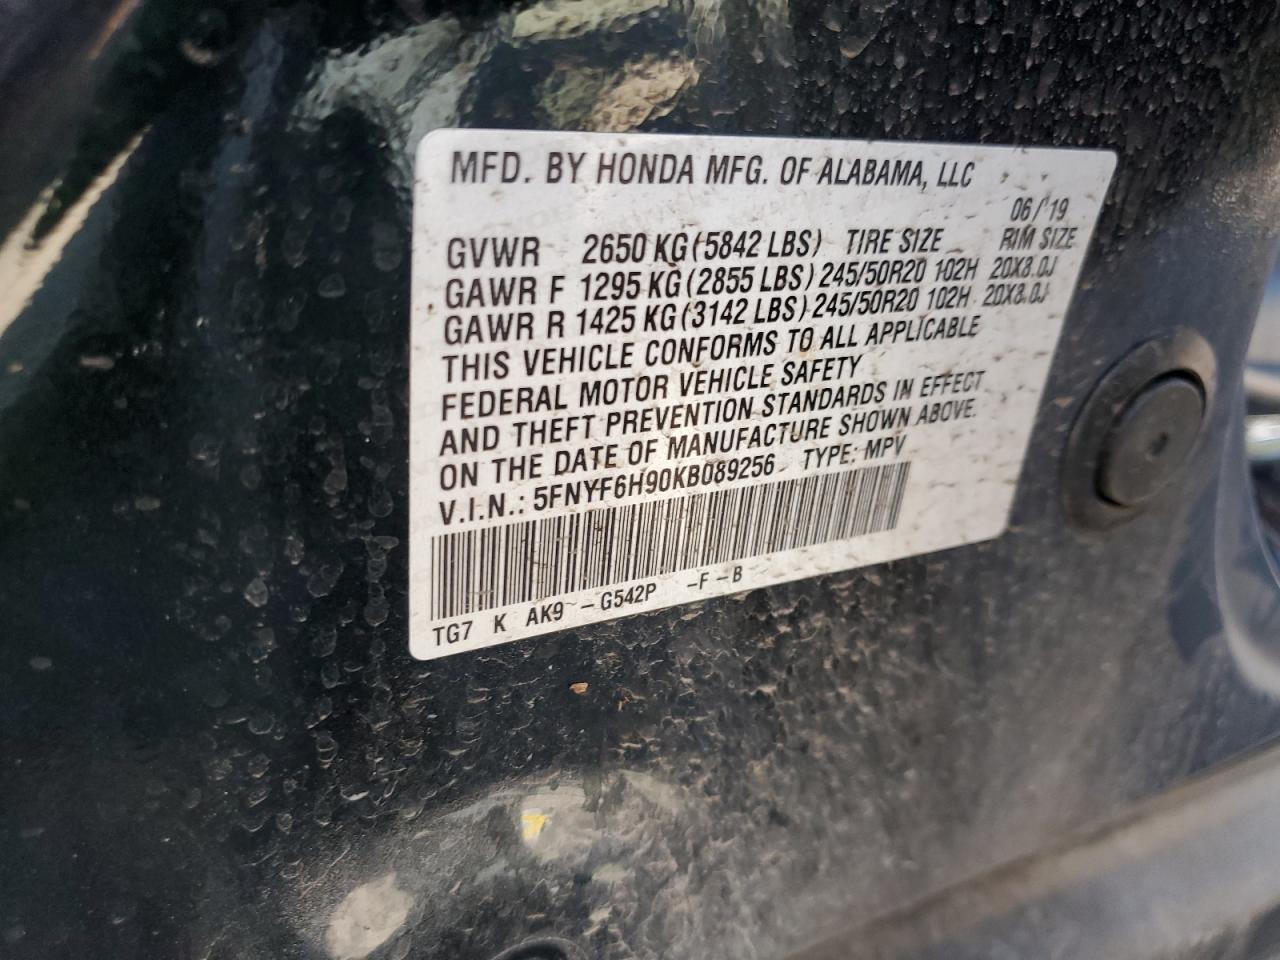 MFD. BY HONDA MFG. OF ALABAMA, LLC
06/19
GVWR 2650 KG (5842 LBS) TIRE SIZE RIM SIZE
GAWR F 1295 KG (2855 LBS) 245/50R20 102H 20X8.0J
GAWR R 1425 KG (3142 LBS) 245/50R20 102H 20X8.0J
THIS VEHICLE CONFORMS TO ALL APPLICABLE
FEDERAL MOTOR VEHICLE SAFETY
AND THEFT PREVENTION STANDARDS IN EFFECT
ON THE DATE OF MANUFACTURE SHOWN ABOVE.
V.I.N.: 5FNYF6H90KB089256 TYPE: MPV
TG7 K AK9 -G542P -F-B